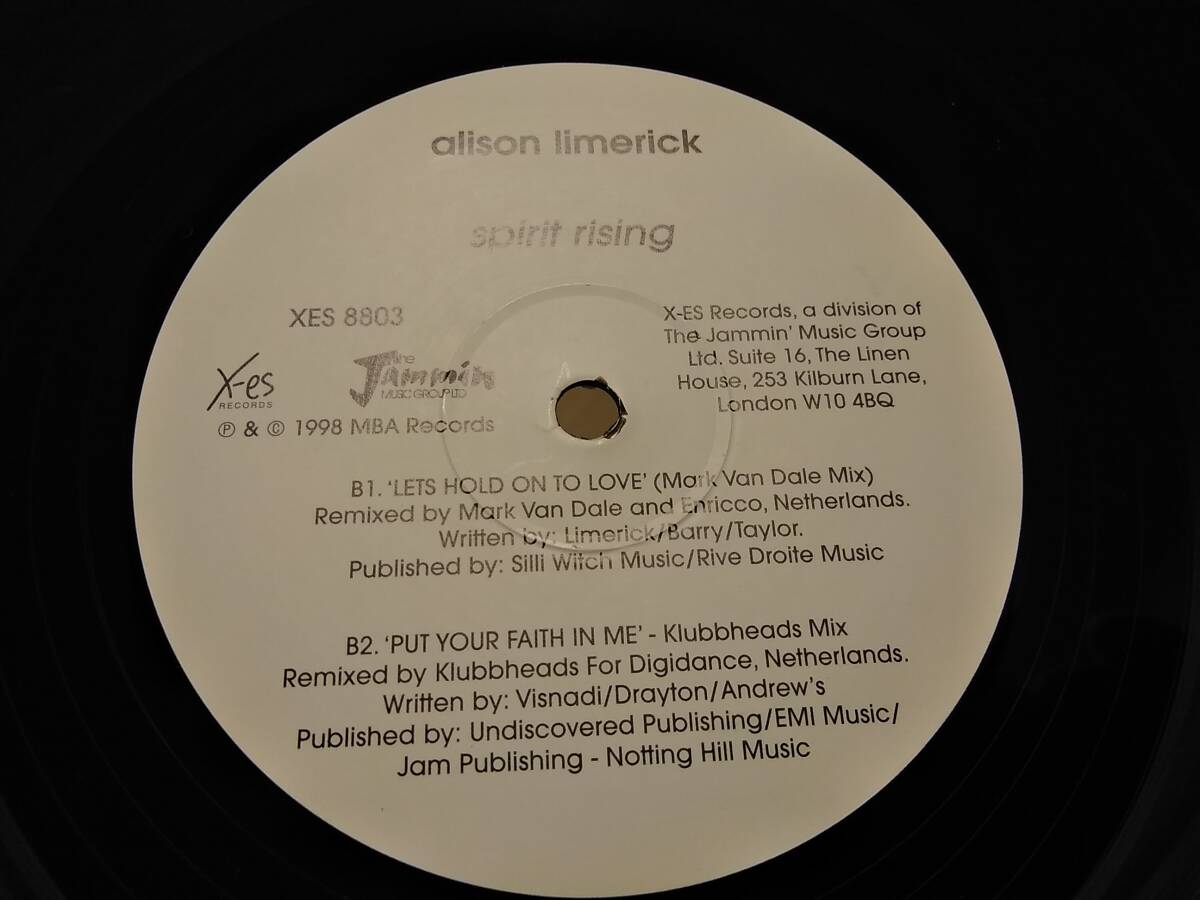 alison limerick
spirit rising
XES 8803
X-es
RECORDS
the
Jammin
MUSIC GROUP LTD
℗ & © 1998 MBA Records
X-ES Records, a division of
The Jammin' Music Group
Ltd. Suite 16, The Linen
House, 253 Kilburn Lane,
London W10 4BQ
B1. 'LETS HOLD ON TO LOVE' (Mark Van Dale Mix)
Remixed by Mark Van Dale and Enricco, Netherlands.
Written by: Limerick/Barry/Taylor.
Published by: Silli Witch Music/Rive Droite Music
B2. 'PUT YOUR FAITH IN ME' - Klubbheads Mix
Remixed by Klubbheads For Digidance, Netherlands.
Written by: Visnadi/Drayton/Andrew's
Published by: Undiscovered Publishing/EMI Music/
Jam Publishing - Notting Hill Music